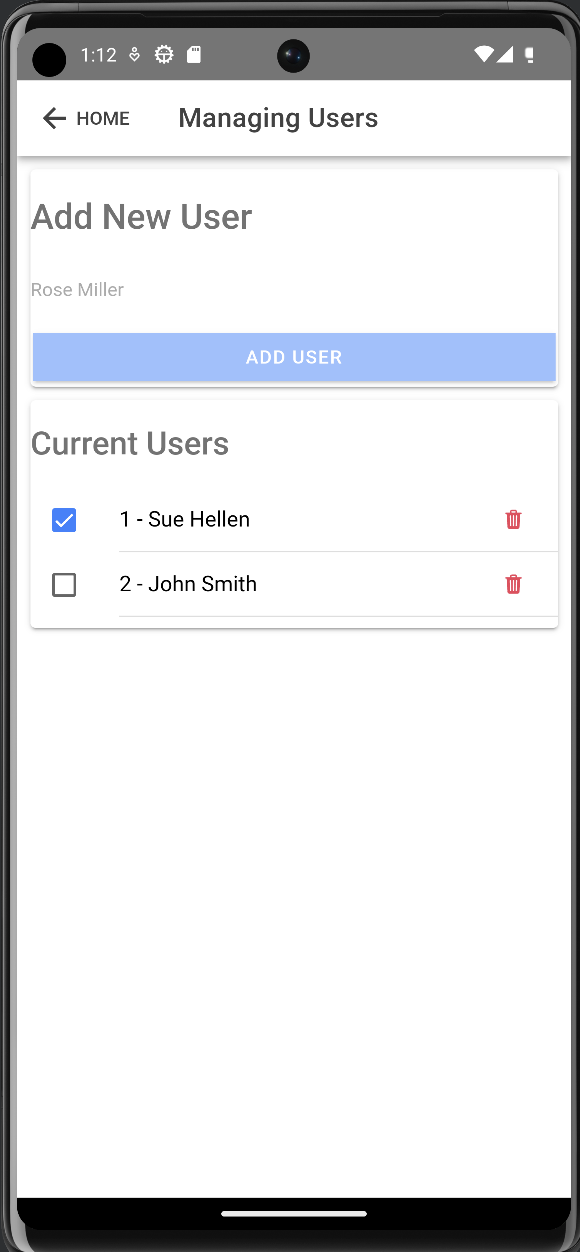 1:12
HOME Managing Users
Add New User
Rose Miller
ADD USER
Current Users
1 - Sue Hellen
2 - John Smith